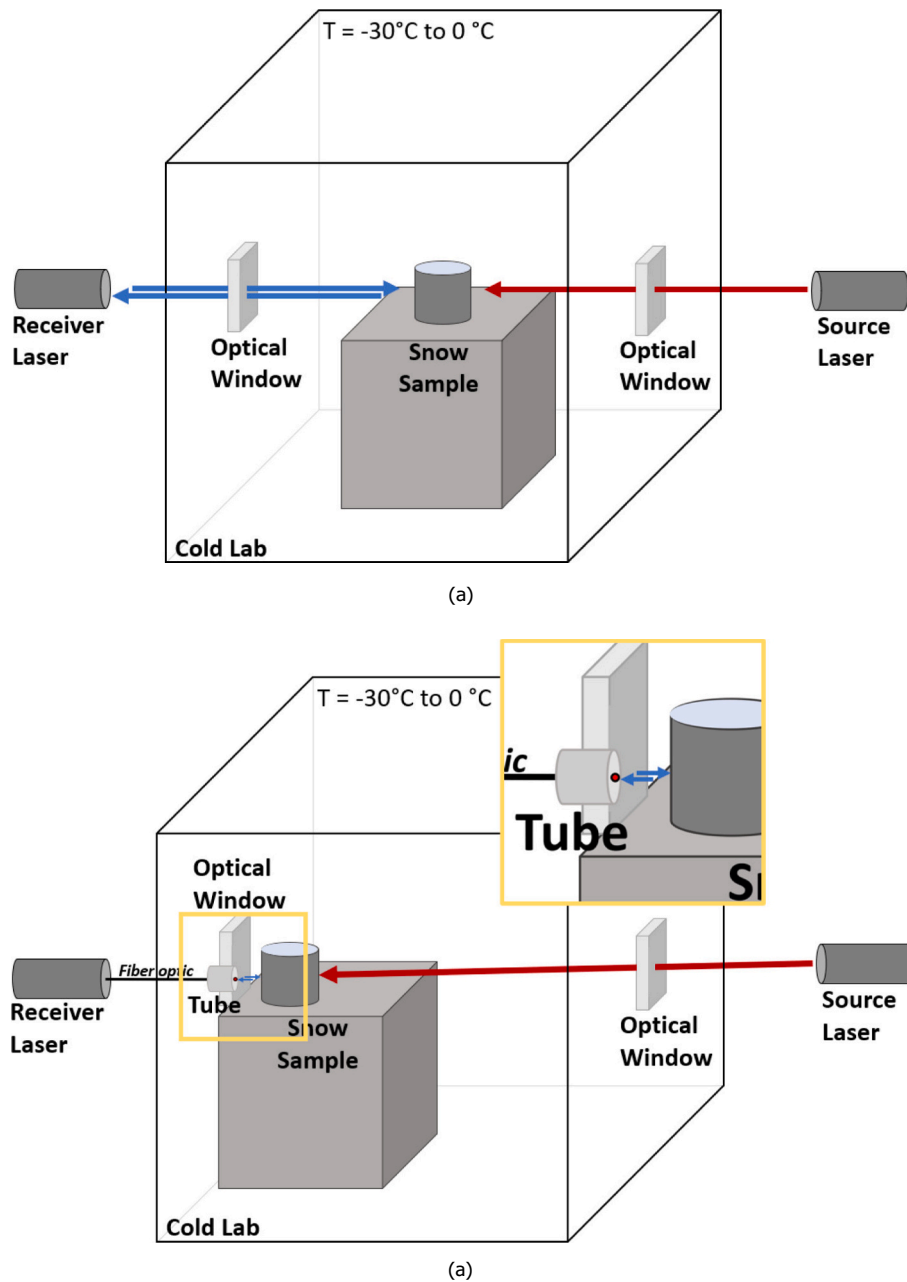 T = -30°C to 0 °C
Receiver
Laser
Optical
Window
Snow
Sample
Optical
Window
Source
Laser
Cold Lab
(a)
T = -30°C to 0 °C
ic
Tube
Optical
Window
Fiber optic
Tube
Receiver
Laser
Snow
Sample
Optical
Window
Source
Laser
Cold Lab
(a)